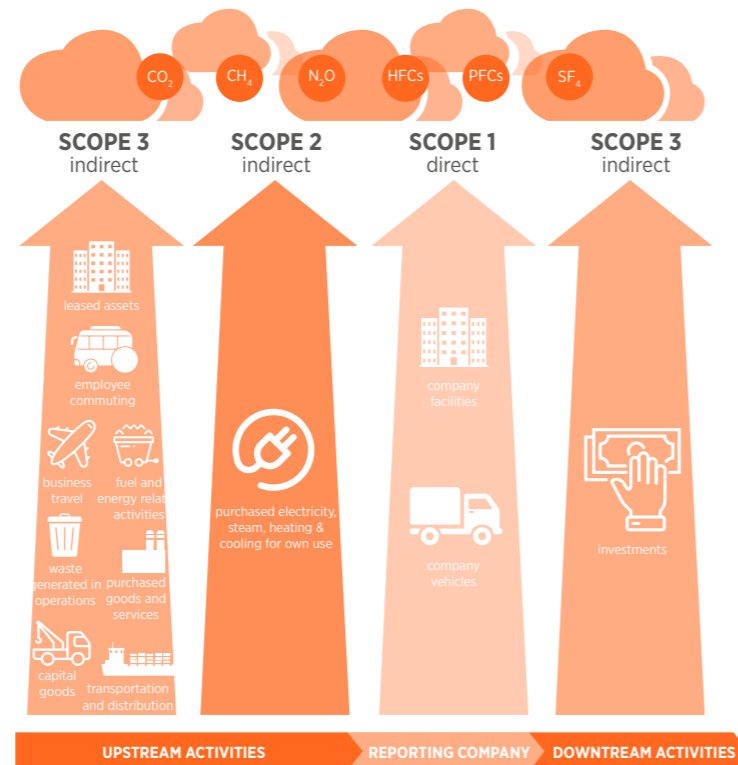 CO2
CH4
N2O
HFCs
PFCs
SF4
SCOPE 3
indirect
SCOPE 2
indirect
SCOPE 1
direct
SCOPE 3
indirect
leased assets
employee
commuting
business
travel
fuel and
energy relat
activities
waste
generated in
operations
purchased
goods and
services
capital
goods
transportation
and distribution
purchased electricity,
steam, heating &
cooling for own use
company
facilities
company
vehicles
investments
UPSTREAM ACTIVITIES
REPORTING COMPANY
DOWNTREAM ACTIVITIES